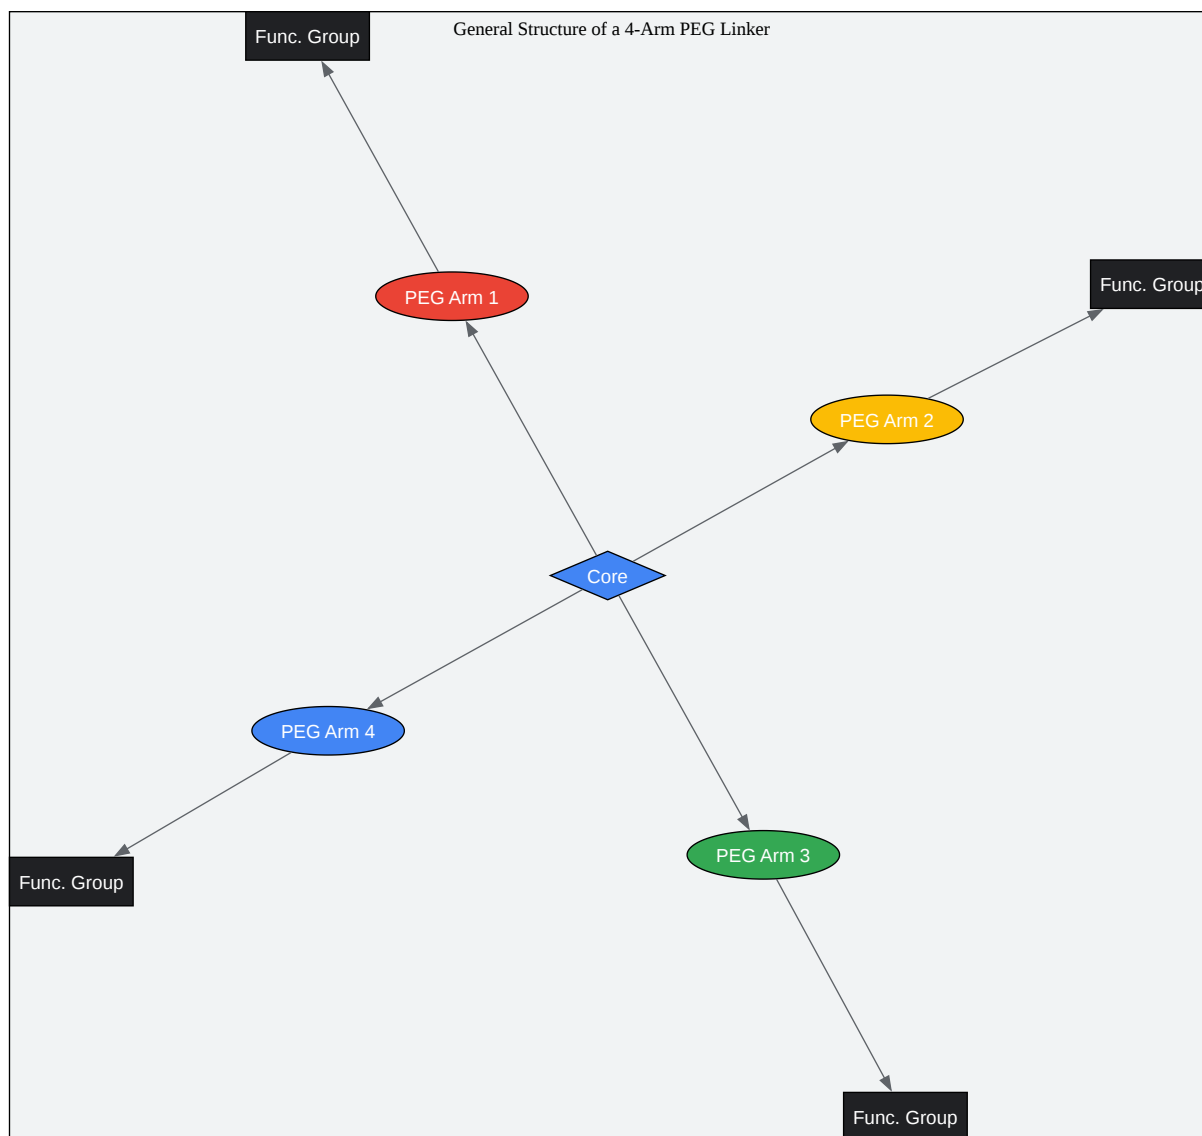 General Structure of a 4-Arm PEG Linker
Func. Group
Func. Group
PEG Arm 1
PEG Arm 2
Core
PEG Arm 4
PEG Arm 3
Func. Group
Func. Group